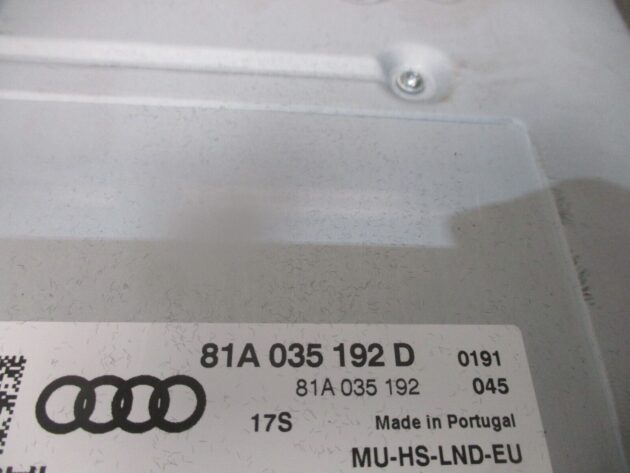 81A 035 192 D 0191
81A 035 192 045
17S Made in Portugal
MU-HS-LND-EU